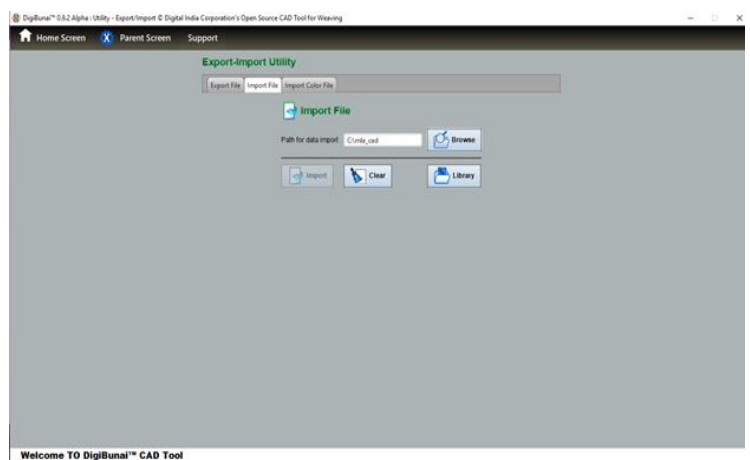 DigiBunai™ 0.9.2 Alpha : Utility - Export/Import © Digital India Corporation's Open Source CAD Tool for Weaving
Home Screen Parent Screen Support
Export-Import Utility
Export File Import File Import Color File
Import File
Path for data import Browse
Import Clear Library
Welcome TO DigiBunai™ CAD Tool